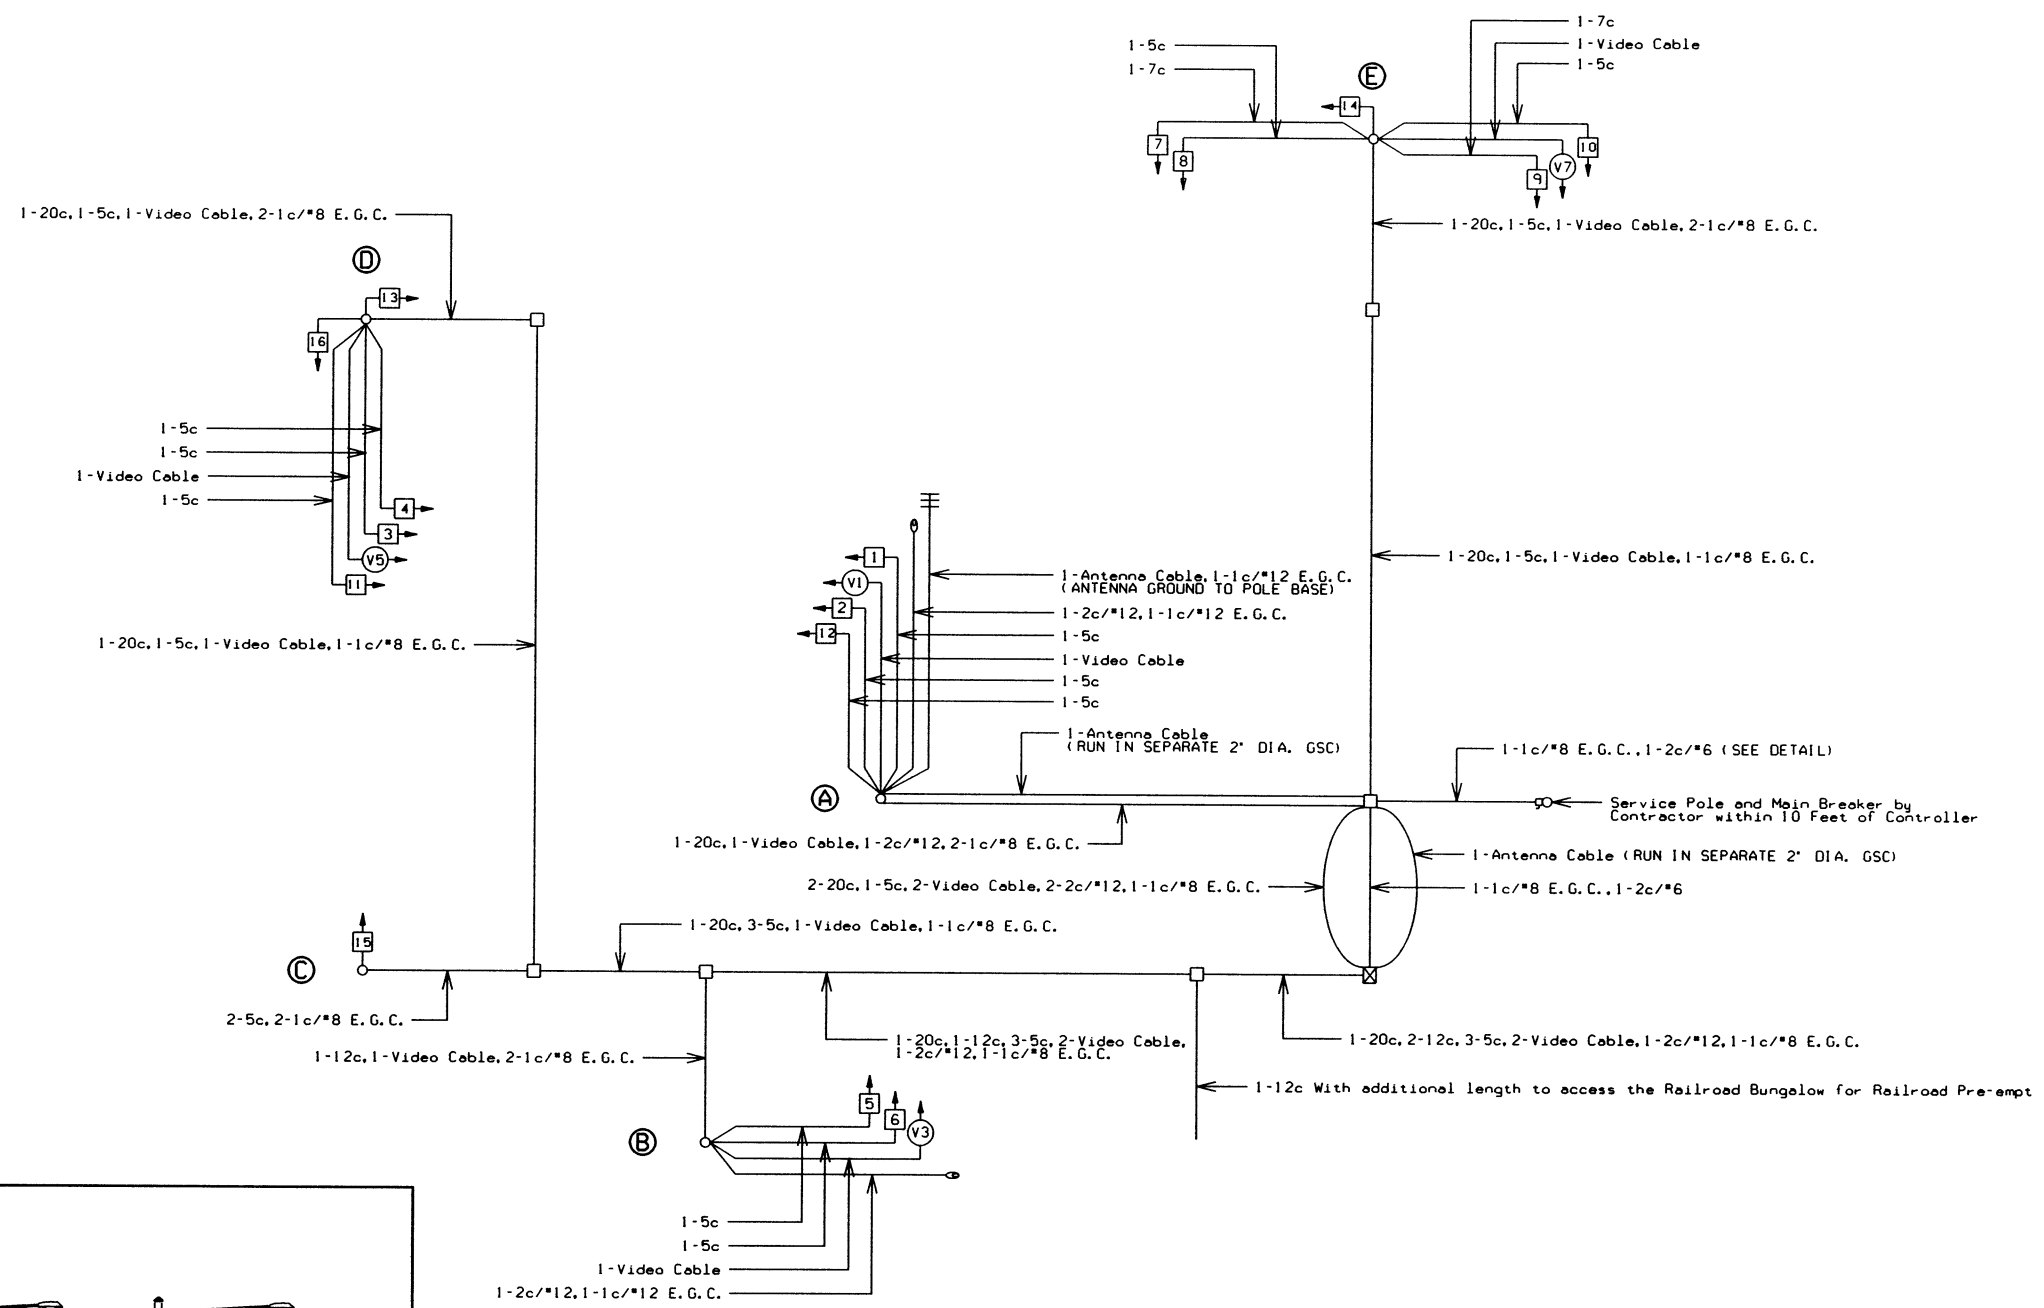 1-7c
1-Video Cable
1-5c
1-5c
1-7c
E
14
7
8
10
V7
9
1-20c,1-5c,1-Video Cable,2-1c/#8 E.G.C.
1-20c,1-5c,1-Video Cable,2-1c/#8 E.G.C.
D
13
16
1-5c
1-5c
1-Video Cable
1-5c
4
3
V5
11
1-20c,1-5c,1-Video Cable,1-1c/#8 E.G.C.
1
V1
2
12
1-Antenna Cable,1-1c/#12 E.G.C.
(ANTENNA GROUND TO POLE BASE)
1-2c/#12,1-1c/#12 E.G.C.
1-5c
1-Video Cable
1-5c
1-5c
1-20c,1-5c,1-Video Cable,1-1c/#8 E.G.C.
1-Antenna Cable
(RUN IN SEPARATE 2" DIA. GSC)
1-1c/#8 E.G.C.,1-2c/#6 (SEE DETAIL)
A
Service Pole and Main Breaker by
Contractor within 10 Feet of Controller
1-20c,1-Video Cable,1-2c/#12,2-1c/#8 E.G.C.
1-Antenna Cable (RUN IN SEPARATE 2" DIA. GSC)
2-20c,1-5c,2-Video Cable,2-2c/#12,1-1c/#8 E.G.C.
1-1c/#8 E.G.C.,1-2c/#6
1-20c,3-5c,1-Video Cable,1-1c/#8 E.G.C.
15
C
2-5c,2-1c/#8 E.G.C.
1-12c,1-Video Cable,2-1c/#8 E.G.C.
1-20c,1-12c,3-5c,2-Video Cable,
1-2c/#12,1-1c/#8 E.G.C.
1-20c,2-12c,3-5c,2-Video Cable,1-2c/#12,1-1c/#8 E.G.C.
1-12c With additional length to access the Railroad Bungalow for Railroad Pre-empt
5
6
V3
B
1-5c
1-5c
1-Video Cable
1-2c/#12,1-1c/#12 E.G.C.